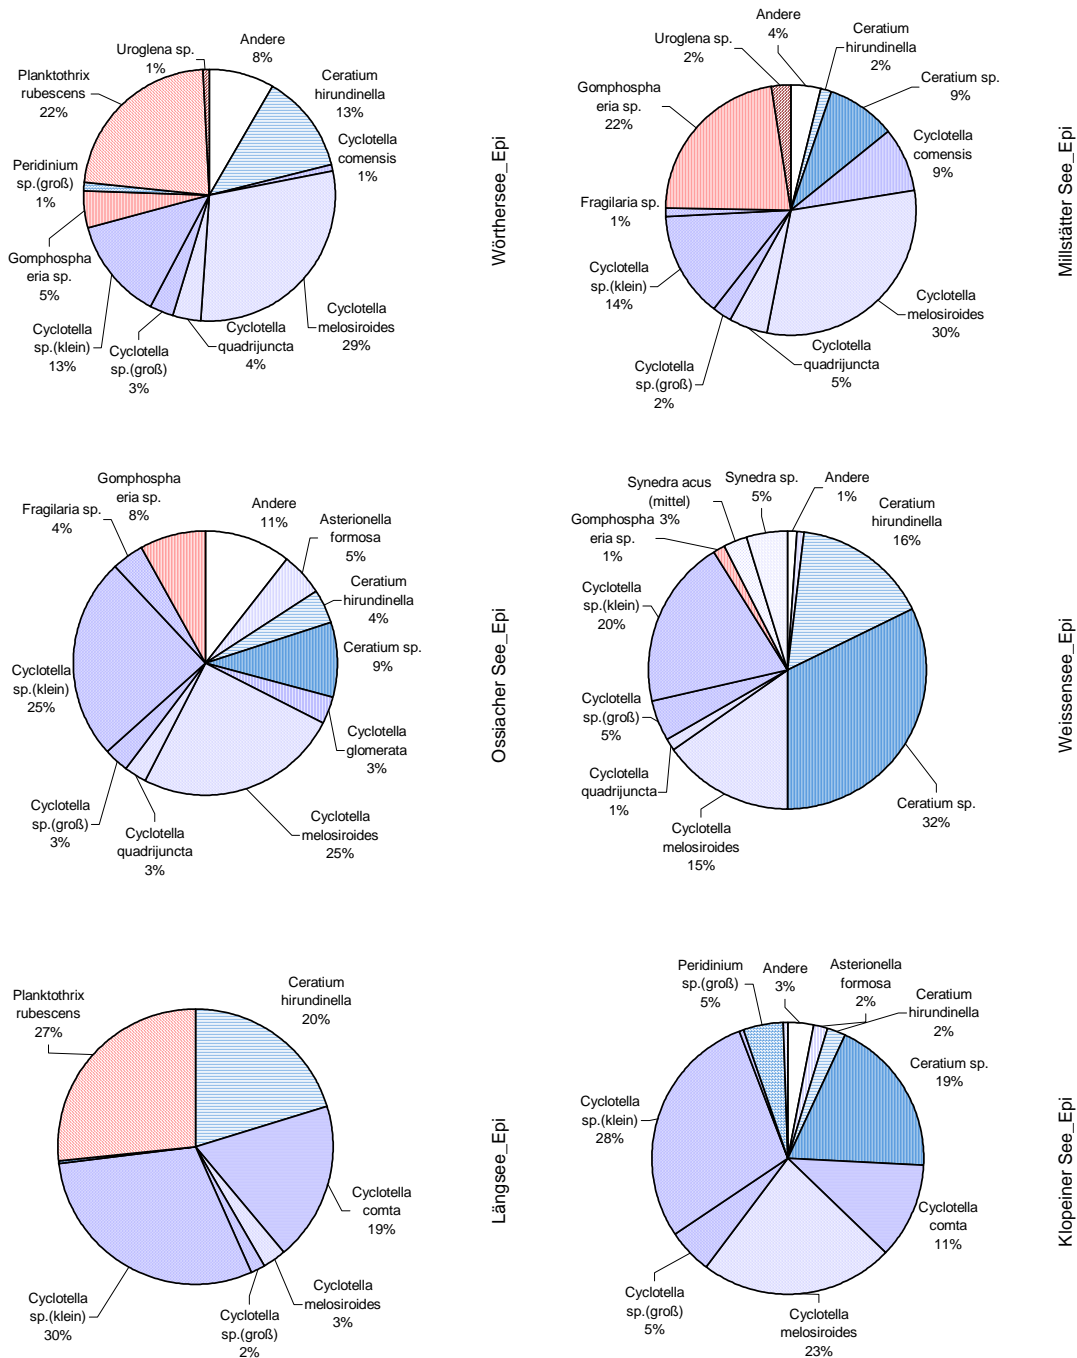 Uroglena sp.
1%
Andere
8%
Ceratium
hirundinella
13%
Cyclotella
comensis
1%
Cyclotella
melosiroides
29%
Cyclotella
quadrijuncta
4%
Cyclotella
sp.(groß)
3%
Cyclotella
sp.(klein)
13%
Gomphospha
eria sp.
5%
Peridinium
sp.(groß)
1%
Planktothrix
rubescens
22%
Wörthersee_Epi
Andere
4%
Ceratium
hirundinella
2%
Ceratium sp.
9%
Cyclotella
comensis
9%
Cyclotella
melosiroides
30%
Cyclotella
quadrijuncta
5%
Cyclotella
sp.(groß)
2%
Cyclotella
sp.(klein)
14%
Fragilaria sp.
1%
Gomphospha
eria sp.
22%
Uroglena sp.
2%
Millstätter See_Epi
Andere
11%
Asterionella
formosa
5%
Ceratium
hirundinella
4%
Ceratium sp.
9%
Cyclotella
glomerata
3%
Cyclotella
melosiroides
25%
Cyclotella
quadrijuncta
3%
Cyclotella
sp.(groß)
3%
Cyclotella
sp.(klein)
25%
Fragilaria sp.
4%
Gomphospha
eria sp.
8%
Ossiacher See_Epi
Andere
1%
Ceratium
hirundinella
16%
Ceratium sp.
32%
Cyclotella
melosiroides
15%
Cyclotella
quadrijuncta
1%
Cyclotella
sp.(groß)
5%
Cyclotella
sp.(klein)
20%
Gomphospha
eria sp.
1%
Synedra acus
(mittel)
3%
Synedra sp.
5%
Weissensee_Epi
Ceratium
hirundinella
20%
Cyclotella
comta
19%
Cyclotella
melosiroides
3%
Cyclotella
sp.(groß)
2%
Cyclotella
sp.(klein)
30%
Planktothrix
rubescens
27%
Längsee_Epi
Andere
3%
Asterionella
formosa
2%
Ceratium
hirundinella
2%
Ceratium sp.
19%
Cyclotella
comta
11%
Cyclotella
melosiroides
23%
Cyclotella
sp.(groß)
5%
Cyclotella
sp.(klein)
28%
Peridinium
sp.(groß)
5%
Klopeiner See_Epi